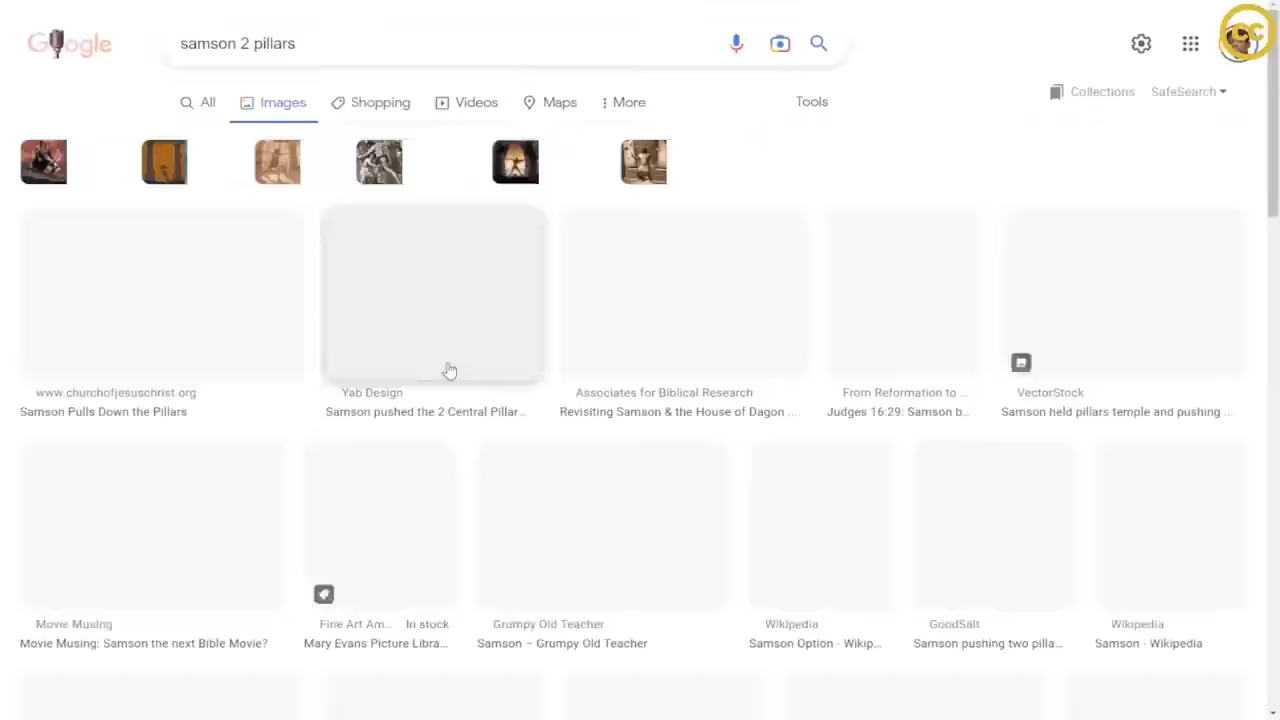 Google
samson 2 pillars
CC
All Images Shopping Videos Maps More Tools
Collections SafeSearch
www.churchofjesuschrist.org Yab Design Associates for Biblical Research From Reformation to ... VectorStock
Samson Pulls Down the Pillars Samson pushed the 2 Central Pillar... Revisiting Samson & the House of Dagon .... Judges 16:29: Samson b... Samson held pillars temple and pushing ...
Movie Musing Fine Art Am... In stock Grumpy Old Teacher Wikipedia GoodSalt Wikipedia
Movie Musing: Samson the next Bible Movie? Mary Evans Picture Libra... Samson – Grumpy Old Teacher Samson Option - Wikip... Samson pushing two pilla... Samson - Wikipedia